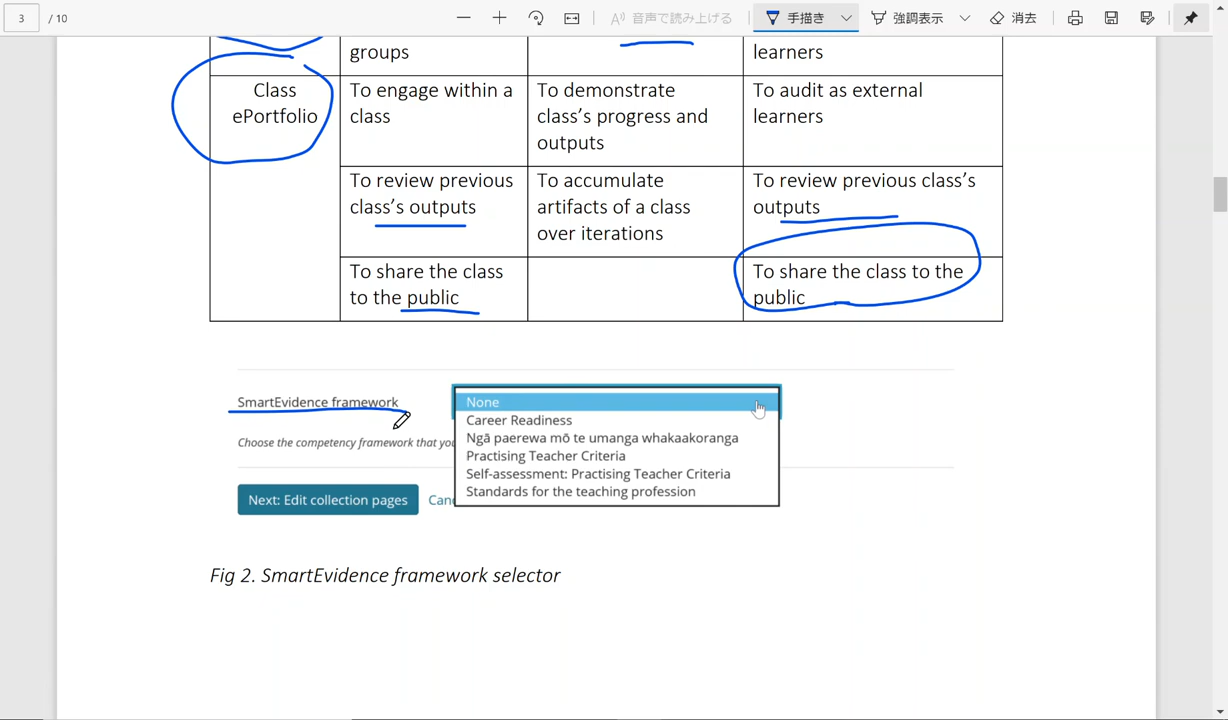 3 / 10
音声で読み上げる
手描き
強調表示
消去
groups
learners
Class
ePortfolio
To engage within a
class
To demonstrate
class's progress and
outputs
To audit as external
learners
To review previous
class's outputs
To accumulate
artifacts of a class
over iterations
To review previous class's
outputs
To share the class
to the public
To share the class to the
public
SmartEvidence framework
Choose the competency framework that
None
Career Readiness
Ngā paerewa mō te umanga whakaakoranga
Practising Teacher Criteria
Self-assessment: Practising Teacher Criteria
Standards for the teaching profession
Next: Edit collection pages
Fig 2. SmartEvidence framework selector